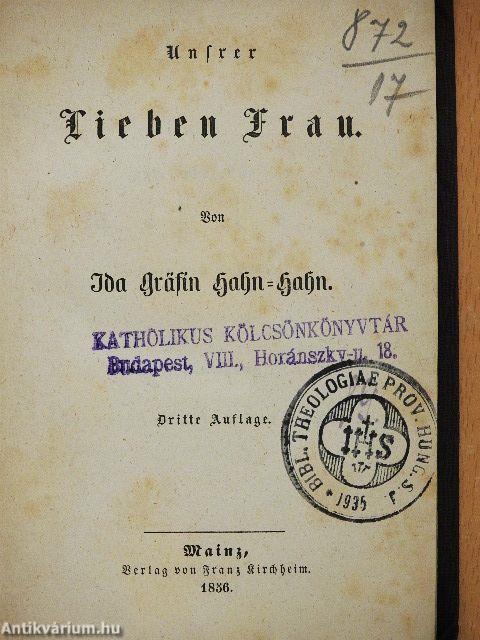 872
17
Unsrer
Lieben Frau.
Von
Ida Gräfin Hahn=Hahn.
KATHOLIKUS KÖLCSÖNKÖNYVTÁR
Budapest, VIII., Horánszky-u. 18.
Dritte Auflage.
BIBL. THEOLOGIAE PROV. HUNG. S.
IHS
* 1935
Mainz,
Verlag von Franz Kirchheim.
1856.
Antikvárium.hu